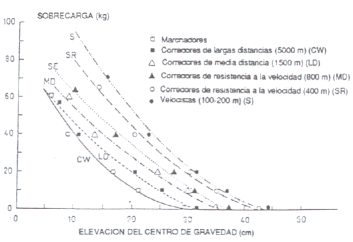 SOBRECARGA (kg)
100
80
60
40
20
0
S
SR
SE
MD
CW
LD
○ Marchadores
■ Corredores de largas distancias (5000 m) (CW)
△ Corredores de media distancia (1500 m) (LD)
▲ Corredores de resistencia a la velocidad (800 m) (MD)
○ Corredores de resistencia a la velocidad (400 m) (SR)
● Velocistas (100-200 m) (S)
0 10 20 30 40 50
ELEVACION DEL CENTRO DE GRAVEDAD (cm)